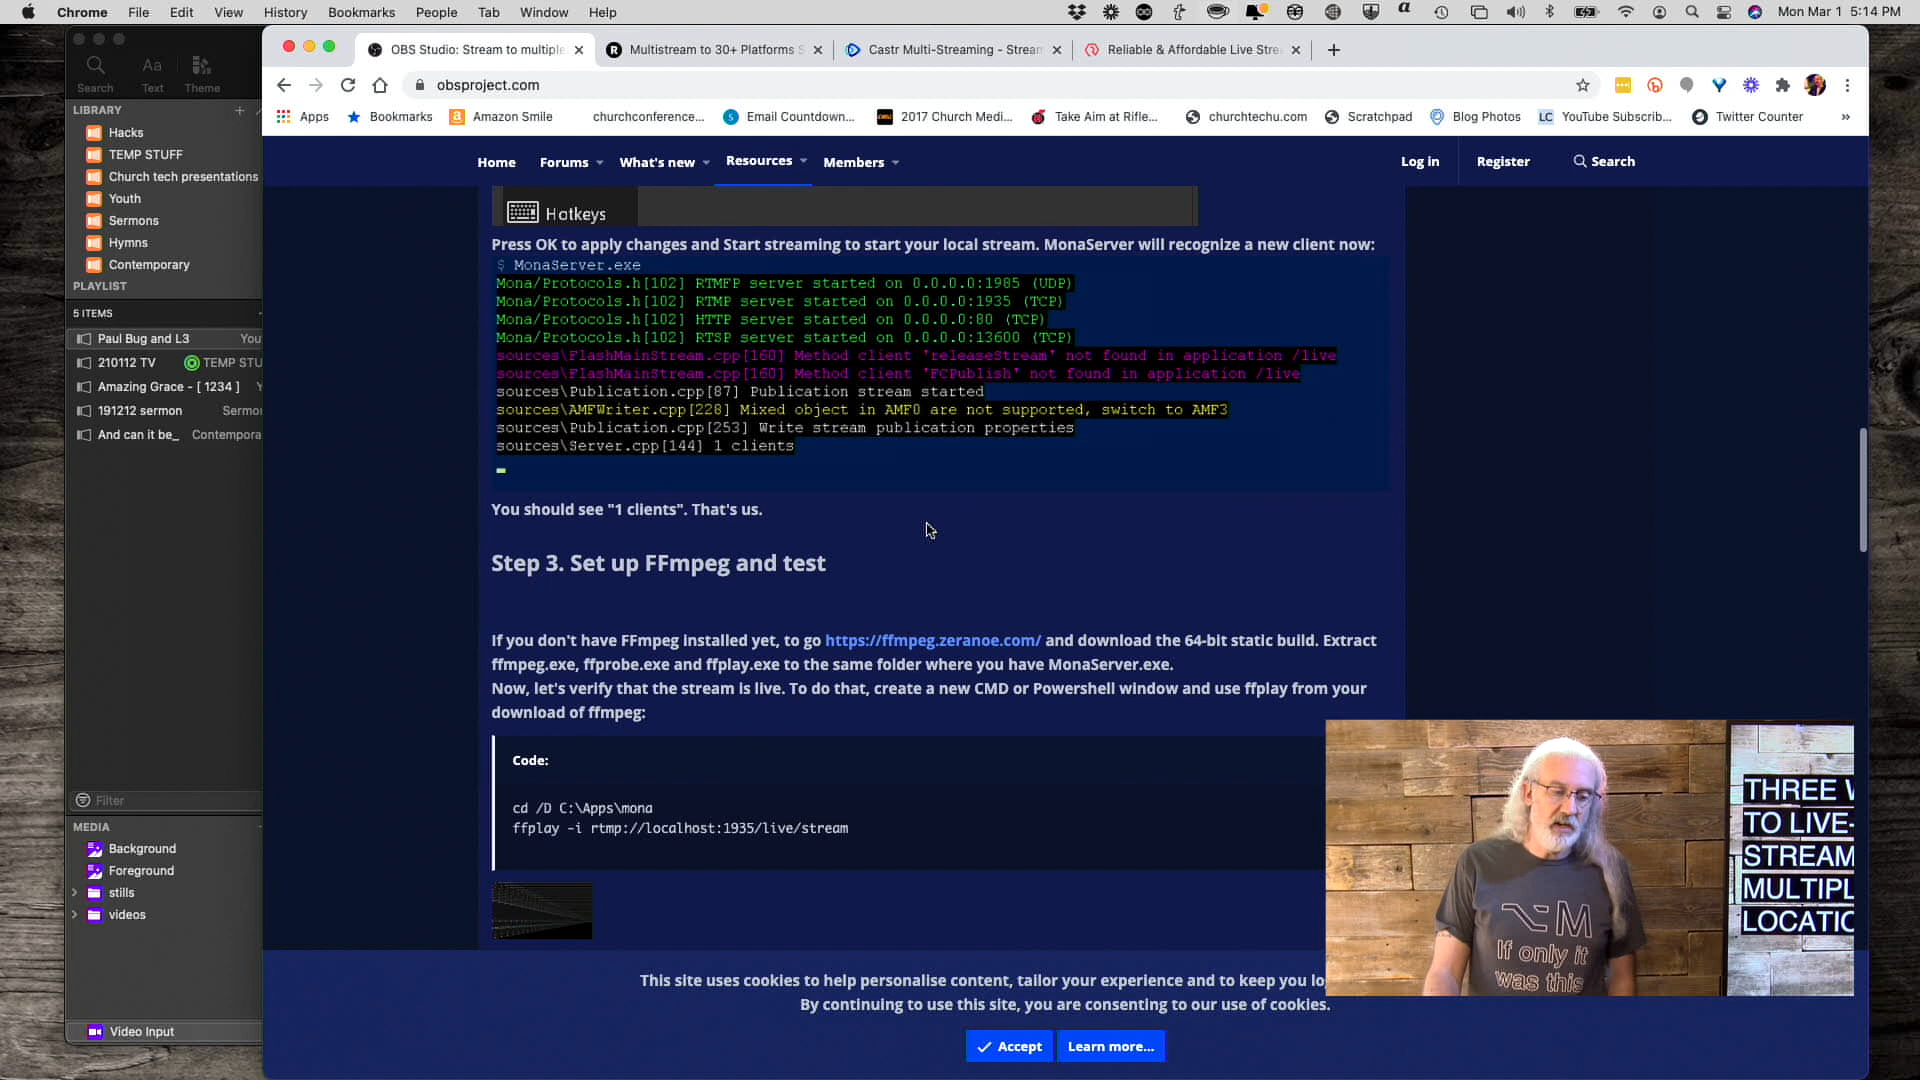 Chrome File Edit View History Bookmarks People Tab Window Help Mon Mar 1 5:14 PM
OBS Studio: Stream to multiple
Multistream to 30+ Platforms S
Castr Multi-Streaming - Stream
Reliable & Affordable Live Stre
obsproject.com
Apps Bookmarks Amazon Smile churchconference... Email Countdown... 2017 Church Medi... Take Aim at Rifle... churchtechu.com Scratchpad Blog Photos LC YouTube Subscrib... Twitter Counter »
Search Text Theme
LIBRARY
Hacks
TEMP STUFF
Church tech presentations
Youth
Sermons
Hymns
Contemporary
PLAYLIST
5 ITEMS
Paul Bug and L3 You
210112 TV TEMP STU
Amazing Grace - [ 1234 ] Y
191212 sermon Sermo
And can it be_ Contempora
Filter
MEDIA
Background
Foreground
stills
videos
Video Input
Home Forums What's new Resources Members Log in Register Search
Hotkeys
Press OK to apply changes and Start streaming to start your local stream. MonaServer will recognize a new client now:
$ MonaServer.exe
Mona/Protocols.h[102] RTMFP server started on 0.0.0.0:1985 (UDP)
Mona/Protocols.h[102] RTMP server started on 0.0.0.0:1935 (TCP)
Mona/Protocols.h[102] HTTP server started on 0.0.0.0:80 (TCP)
Mona/Protocols.h[102] RTSP server started on 0.0.0.0:13600 (TCP)
sources\FlashMainStream.cpp[160] Method client 'releaseStream' not found in application /live
sources\FlashMainStream.cpp[160] Method client 'FCPublish' not found in application /live
sources\Publication.cpp[87] Publication stream started
sources\AMFWriter.cpp[228] Mixed object in AMF0 are not supported, switch to AMF3
sources\Publication.cpp[253] Write stream publication properties
sources\Server.cpp[144] 1 clients
You should see "1 clients". That's us.
Step 3. Set up FFmpeg and test
If you don't have FFmpeg installed yet, to go https://ffmpeg.zeranoe.com/ and download the 64-bit static build. Extract
ffmpeg.exe, ffprobe.exe and ffplay.exe to the same folder where you have MonaServer.exe.
Now, let's verify that the stream is live. To do that, create a new CMD or Powershell window and use ffplay from your
download of ffmpeg:
Code:
cd /D C:\Apps\mona
ffplay -i rtmp://localhost:1935/live/stream
THREE W
TO LIVE-
STREAM
MULTIPL
LOCATIO
⌥M
If only it
was this
This site uses cookies to help personalise content, tailor your experience and to keep you lo
By continuing to use this site, you are consenting to our use of cookies.
Accept Learn more...